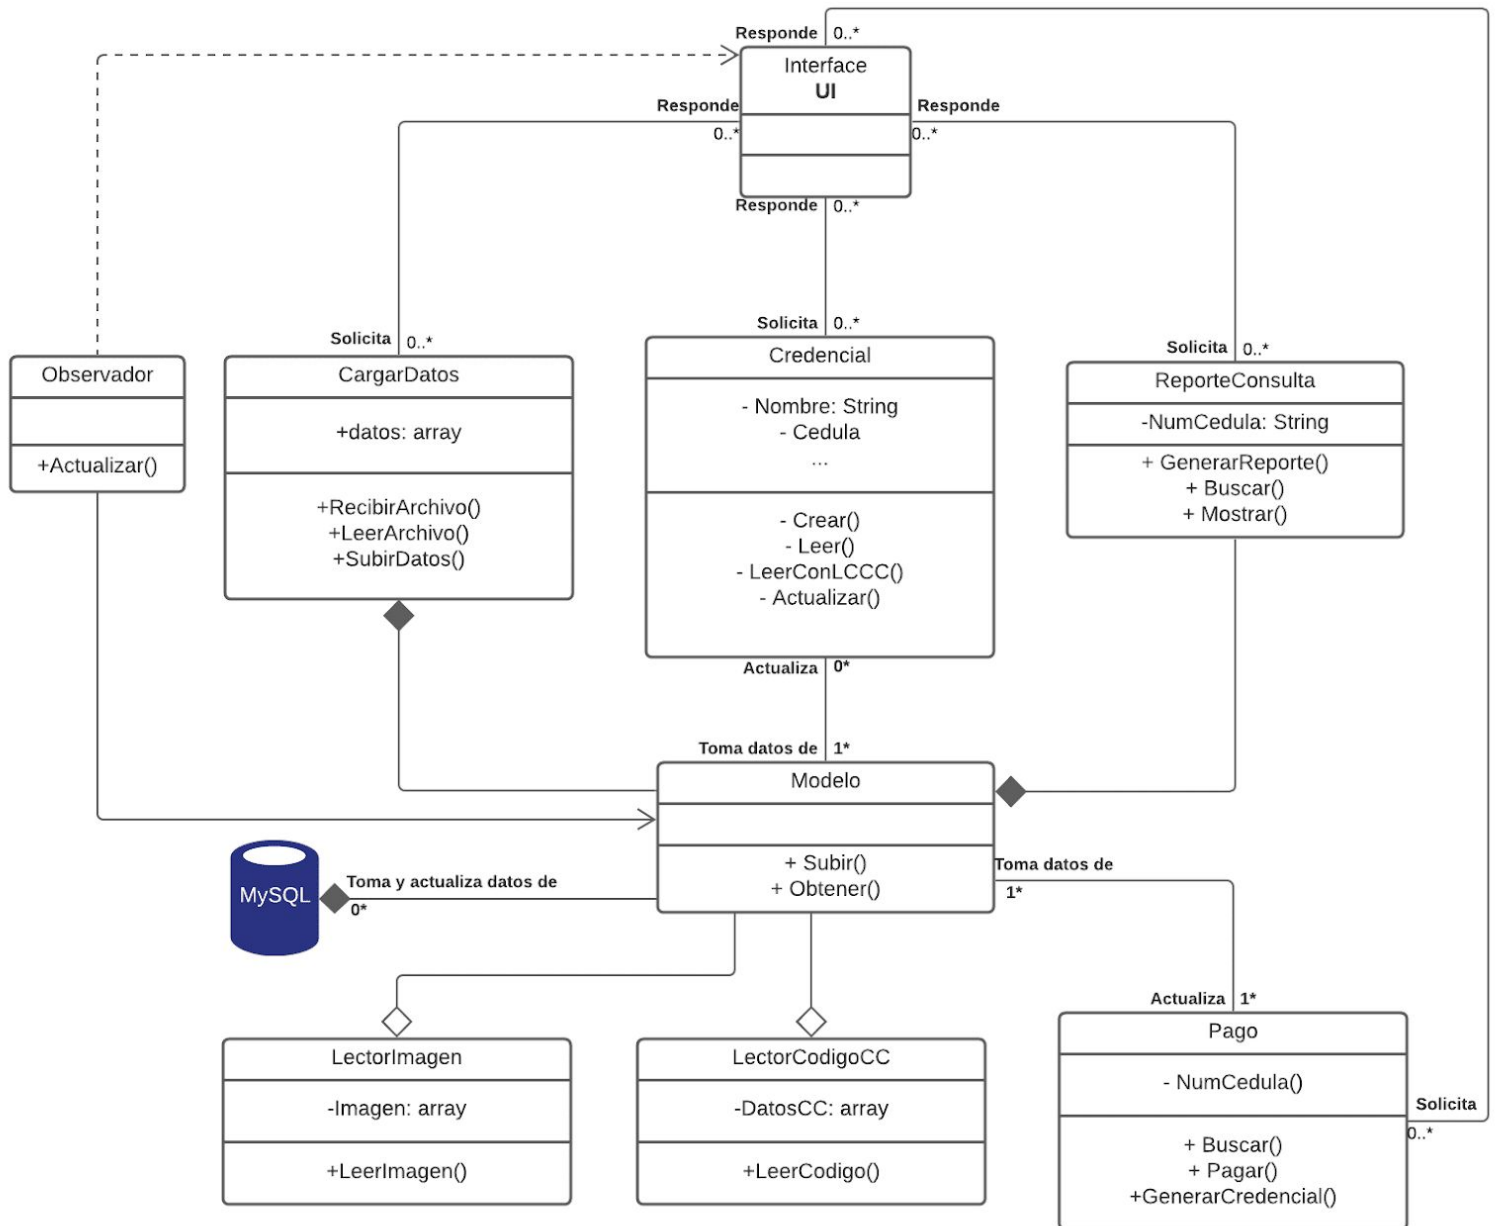 Responde 0..*
Interface
UI
Responde
0..*
Responde
0..*
Responde 0..*
Solicita 0..*
Solicita 0..*
Solicita 0..*
Observador
+Actualizar()
CargarDatos
+datos: array
+RecibirArchivo()
+LeerArchivo()
+SubirDatos()
Credencial
- Nombre: String
- Cedula
...
- Crear()
- Leer()
- LeerConLCCC()
- Actualizar()
ReporteConsulta
-NumCedula: String
+ GenerarReporte()
+ Buscar()
+ Mostrar()
Actualiza 0*
Toma datos de 1*
Modelo
+ Subir()
+ Obtener()
MySQL
Toma y actualiza datos de
0*
Toma datos de
1*
Actualiza 1*
LectorImagen
-Imagen: array
+LeerImagen()
LectorCodigoCC
-DatosCC: array
+LeerCodigo()
Pago
- NumCedula()
+ Buscar()
+ Pagar()
+GenerarCredencial()
Solicita
0..*